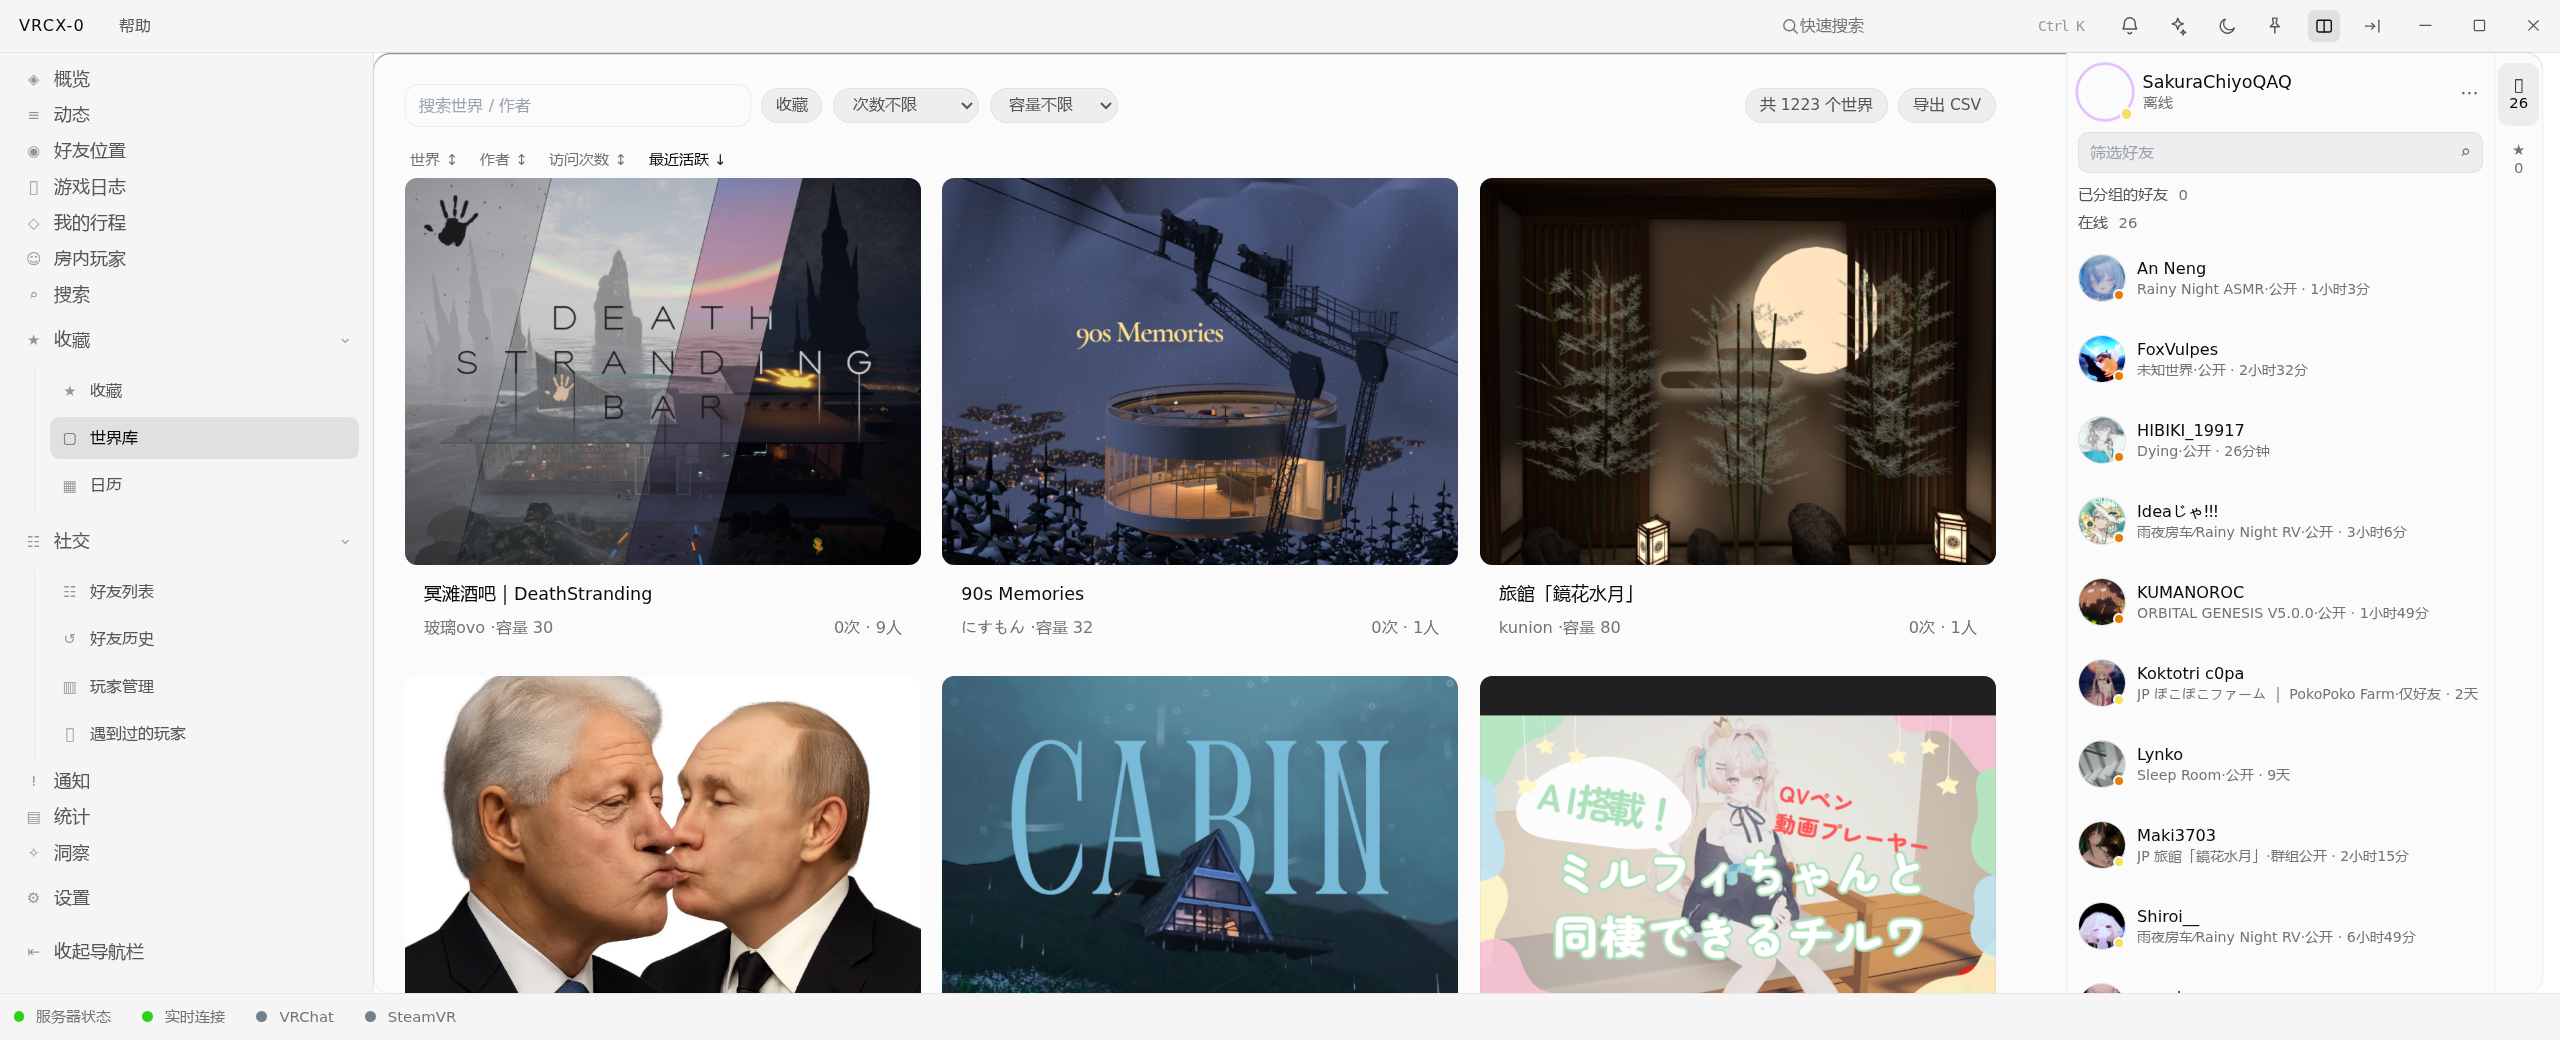 VRCX-0
帮助
快速搜索
Ctrl K
概览
动态
好友位置
游戏日志
我的行程
房内玩家
搜索
收藏
收藏
世界库
日历
社交
好友列表
好友历史
玩家管理
遇到过的玩家
通知
统计
洞察
设置
收起导航栏
搜索世界 / 作者
收藏
次数不限
容量不限
共 1223 个世界
导出 CSV
世界 ↕ 作者 ↕ 访问次数 ↕ 最近活跃 ↓
DEATH
STRANDING
BAR
冥滩酒吧 | DeathStranding
玻璃ovo ·容量 30
0次 · 9人
90s Memories
90s Memories
にすもん ·容量 32
0次 · 1人
旅館「鏡花水月」
kunion ·容量 80
0次 · 1人
CABIN
AI搭載！
QVペン
動画プレーヤー
ミルフィちゃんと
同棲できるチルワ
SakuraChiyoQAQ
离线
筛选好友
已分组的好友 0
在线 26
An Neng
Rainy Night ASMR·公开 · 1小时3分
FoxVulpes
未知世界·公开 · 2小时32分
HIBIKI_19917
Dying·公开 · 26分钟
Ideaじゃ!!!
雨夜房车⁄Rainy Night RV·公开 · 3小时6分
KUMANOROC
ORBITAL GENESIS V5.0.0·公开 · 1小时49分
Koktotri c0pa
JP ぽこぽこファーム ｜ PokoPoko Farm·仅好友 · 2天
Lynko
Sleep Room·公开 · 9天
Maki3703
JP 旅館「鏡花水月」·群组公开 · 2小时15分
Shiroi__
雨夜房车⁄Rainy Night RV·公开 · 6小时49分
26
0
服务器状态
实时连接
VRChat
SteamVR